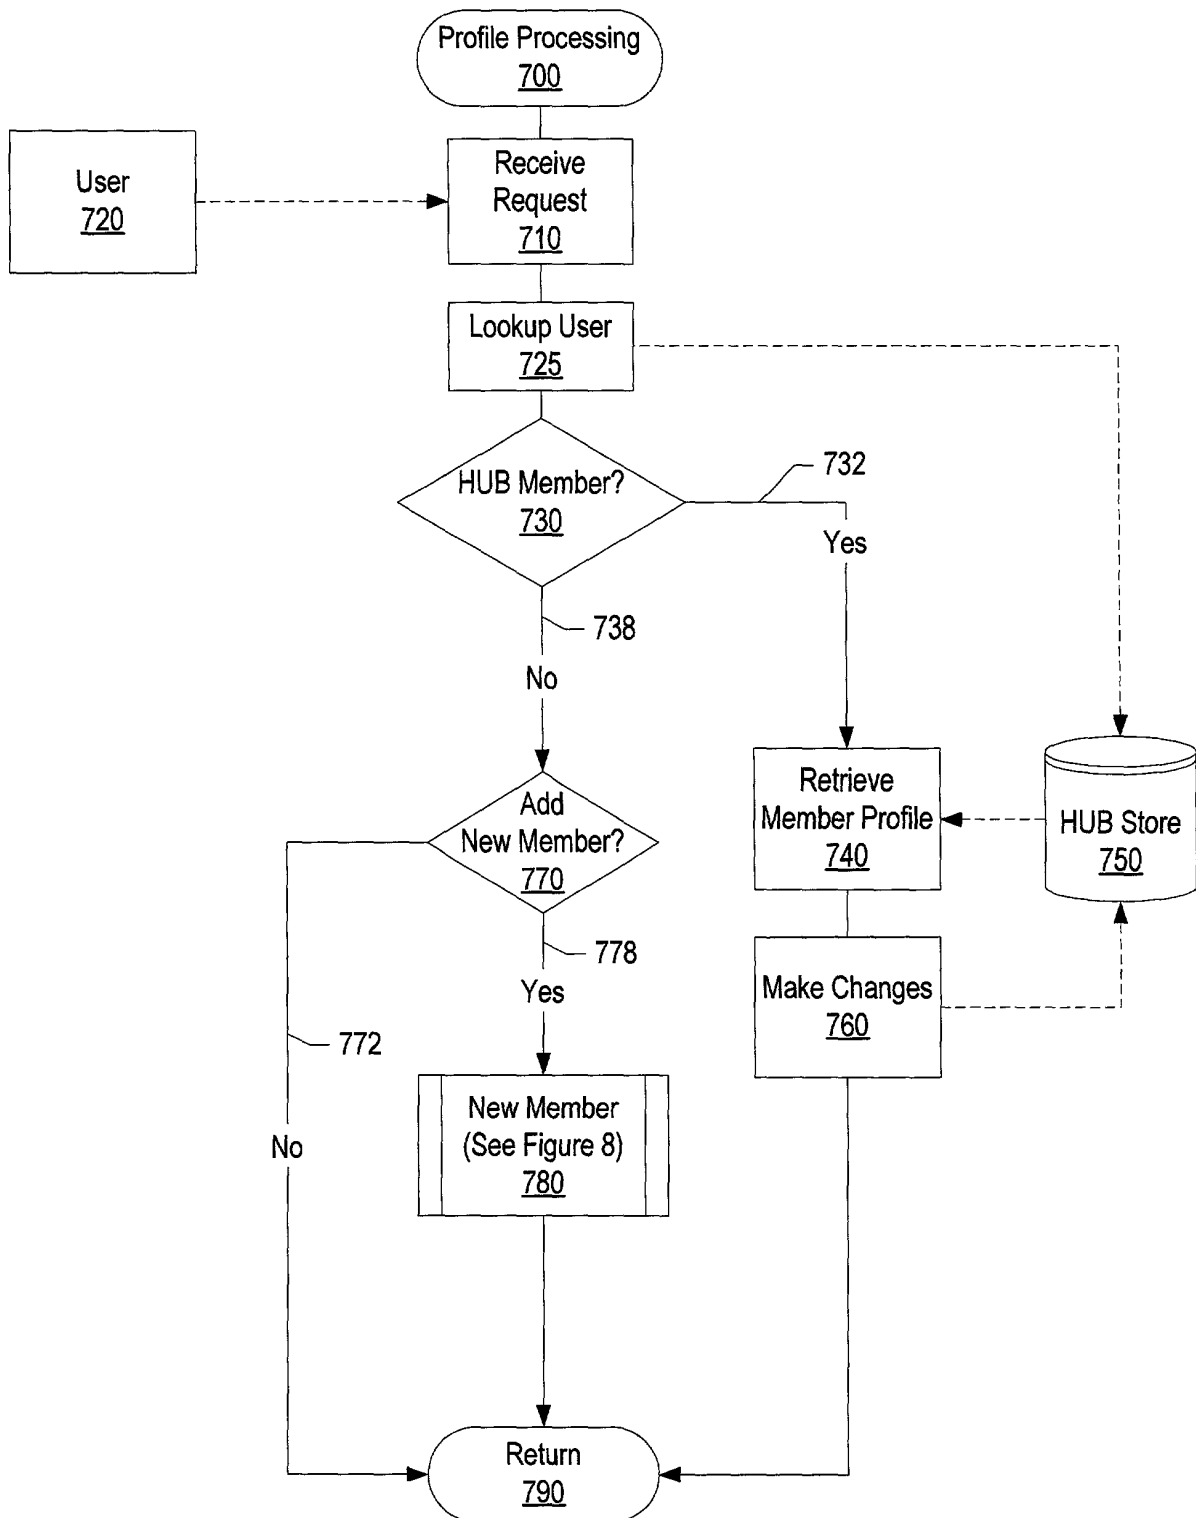 Profile Processing
700
User
720
Receive
Request
710
Lookup User
725
HUB Member?
730
732
Yes
738
No
Add
New Member?
770
Retrieve
Member Profile
740
HUB Store
750
778
Yes
Make Changes
760
772
No
New Member
(See Figure 8)
780
Return
790